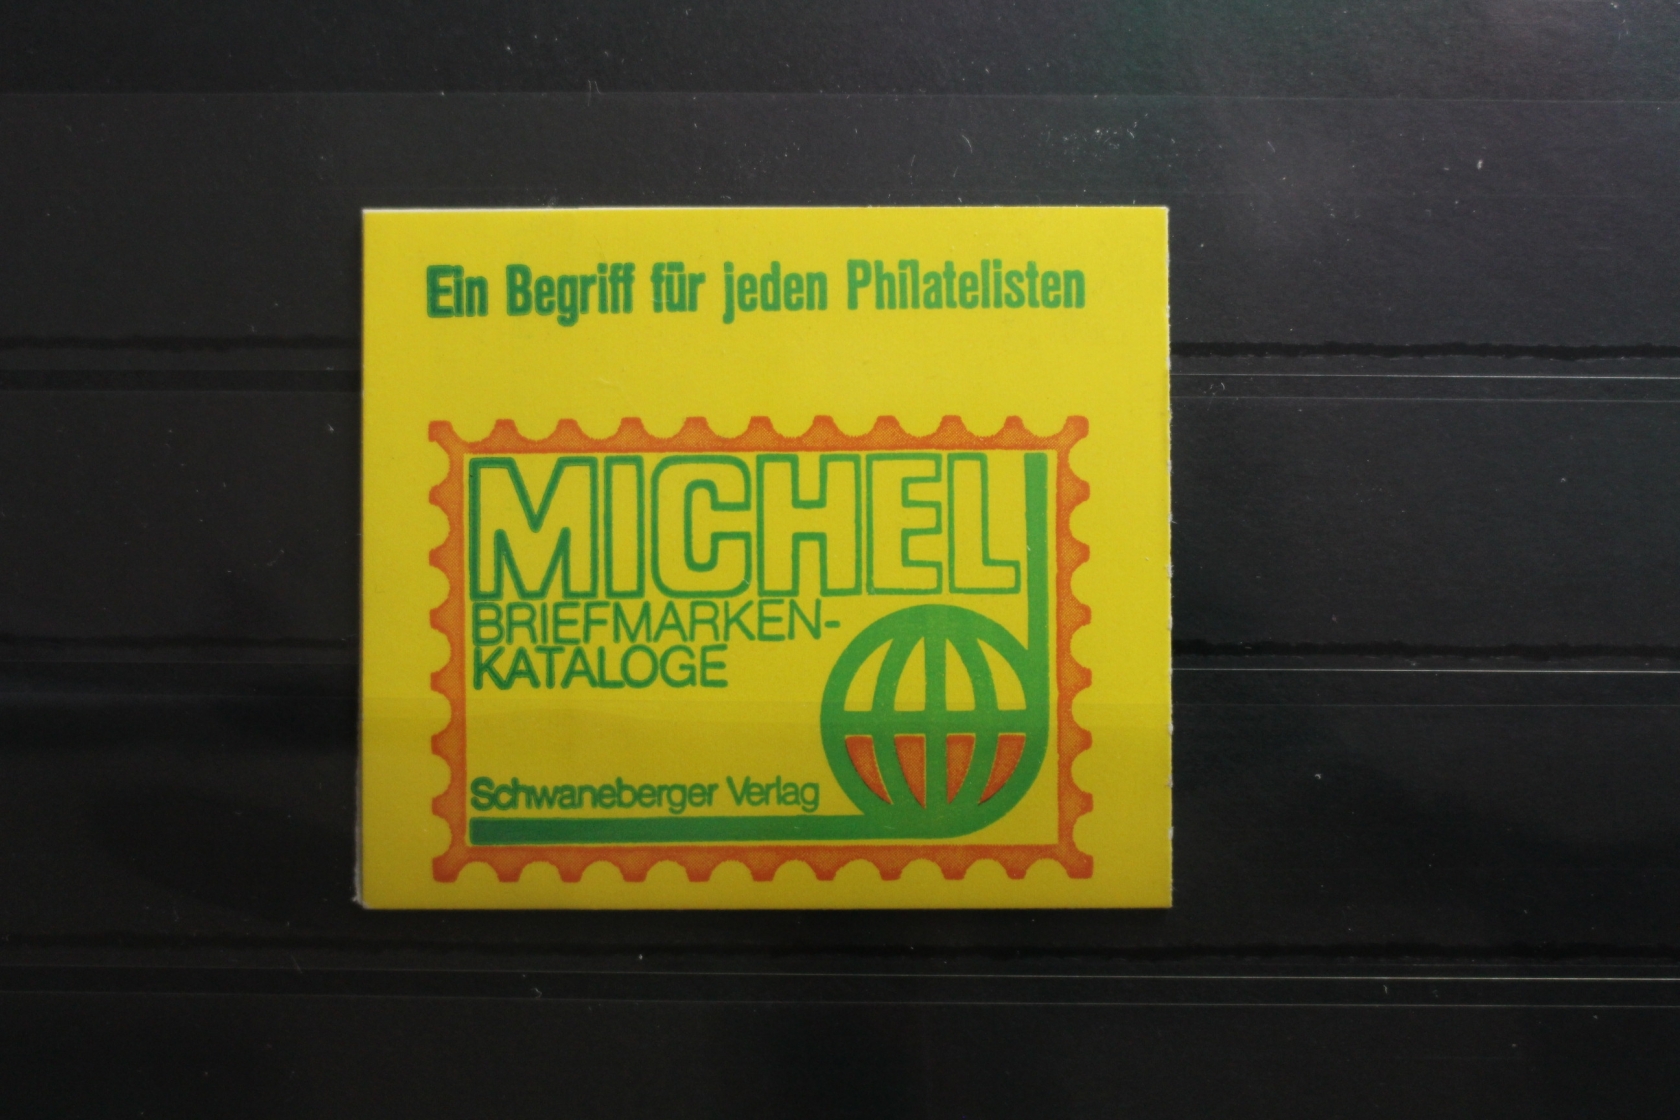 Ein Begriff für jeden Philatelisten
MICHEL
BRIEFMARKEN-
KATALOGE
Schwaneberger Verlag